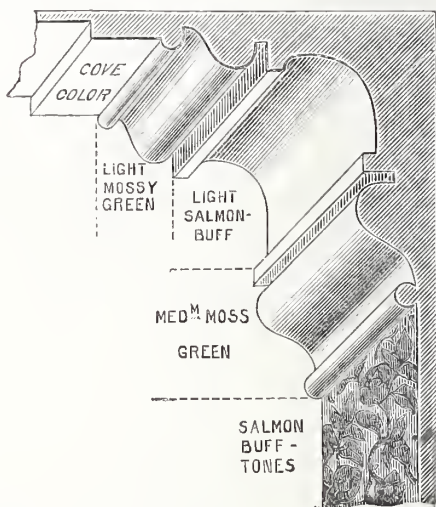 COVE
COLOR
LIGHT
MOSSY
GREEN
LIGHT
SALMON-
BUFF
MEDᴹ MOSS
GREEN
SALMON
BUFF-
TONES